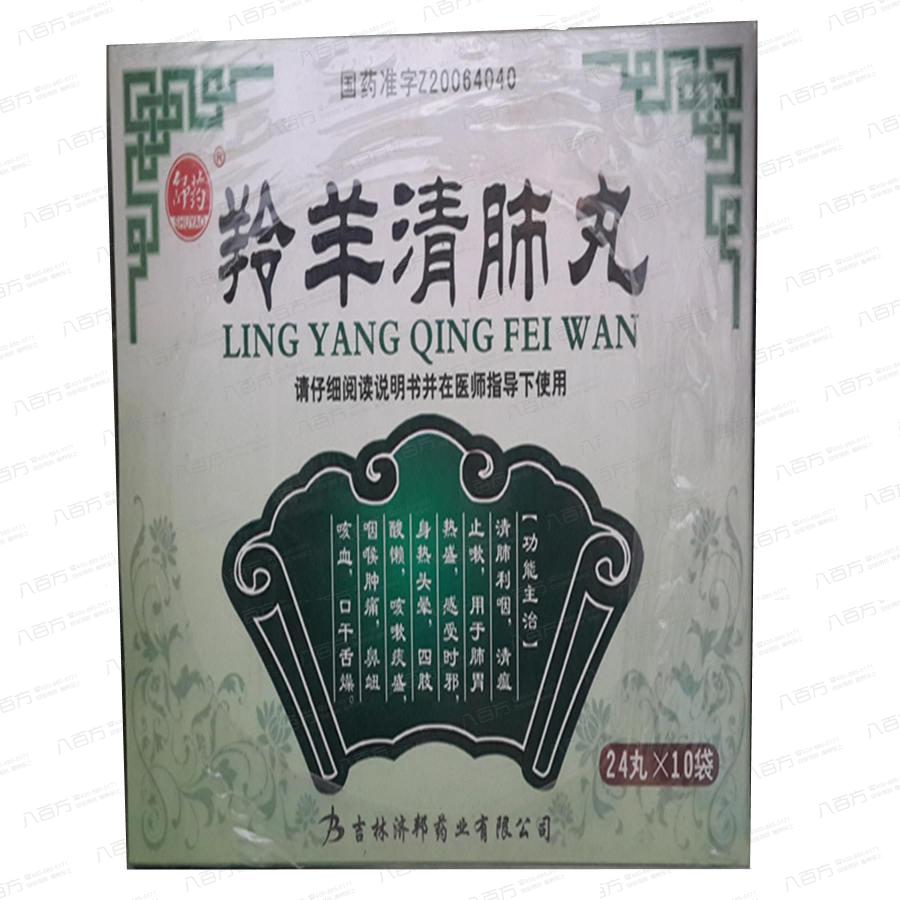 国药准字Z20064040
SHUYAO
®
羚羊清肺丸
LING YANG QING FEI WAN
请仔细阅读说明书并在医师指导下使用
【功能主治】
清肺利咽，清瘟
止嗽，用于肺胃
热盛，感受时邪，
身热头晕，四肢
酸懒，咳嗽痰盛，
咽喉肿痛，鼻衄
咳血，口干舌燥。
24丸×10袋
吉林济邦药业有限公司
八百方